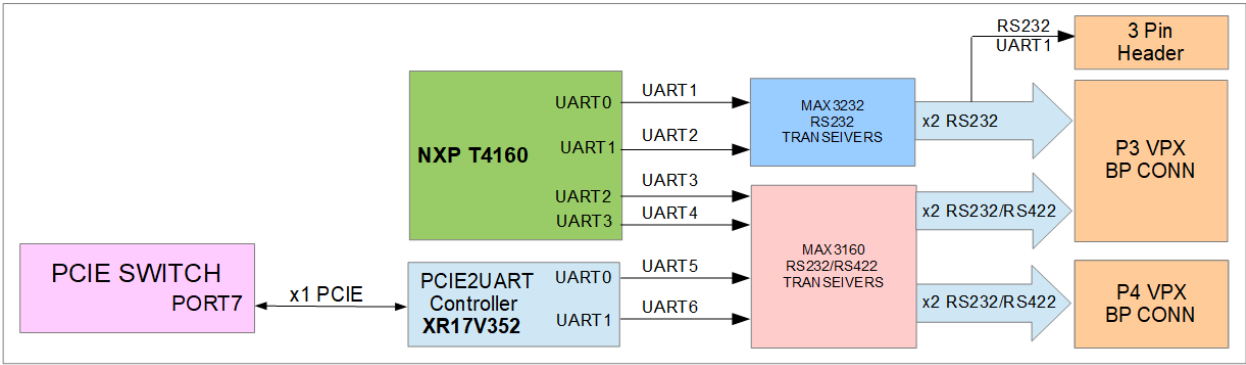 RS232
UART1
3 Pin
Header
UART0
UART1
MAX3232
RS232
TRANSEIVERS
x2 RS232
NXP T4160
UART1
UART2
P3 VPX
BP CONN
UART2
UART3
UART3
UART4
x2 RS232/RS422
MAX3160
RS232/RS422
TRANSEIVERS
PCIE SWITCH
PORT7
x1 PCIE
PCIE2UART
Controller
XR17V352
UART0
UART1
UART5
UART6
x2 RS232/RS422
P4 VPX
BP CONN